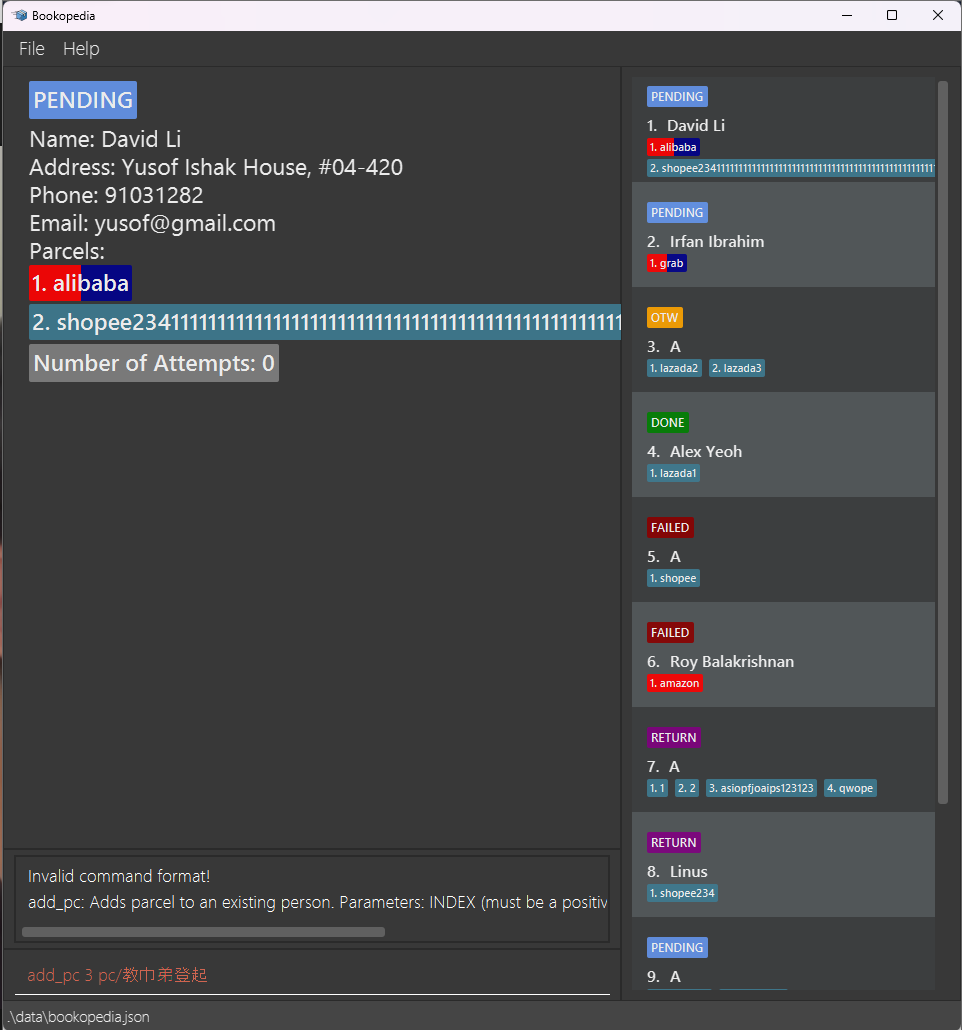 Bookopedia
File Help
PENDING
Name: David Li
Address: Yusof Ishak House, #04-420
Phone: 91031282
Email: yusof@gmail.com
Parcels:
1. alibaba
Number of Attempts: 0
Invalid command format!
add_pc: Adds parcel to an existing person. Parameters: INDEX (must be a positiv
add_pc 3 pc/教巾弟登起
PENDING
1. David Li
1. alibaba
PENDING
2. Irfan Ibrahim
1. grab
OTW
3. A
1. lazada2 2. lazada3
DONE
4. Alex Yeoh
1. lazada1
FAILED
5. A
1. shopee
FAILED
6. Roy Balakrishnan
1. amazon
RETURN
7. A
1. 1 2. 2 3. asiopfjoaips123123 4. qwope
RETURN
8. Linus
1. shopee234
PENDING
9. A
.\data\bookopedia.json